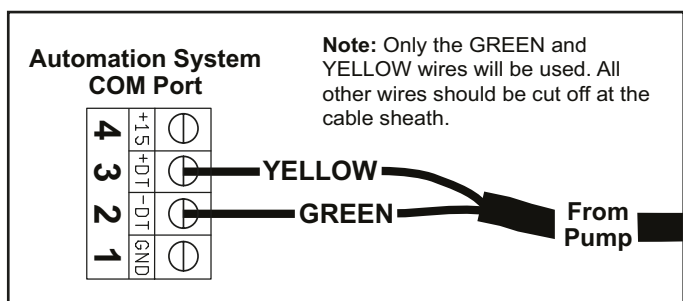 Automation System
COM Port
Note: Only the GREEN and
YELLOW wires will be used. All
other wires should be cut off at the
cable sheath.
4 +15
3 +DT
YELLOW
2 -DT
GREEN
1 GND
From
Pump